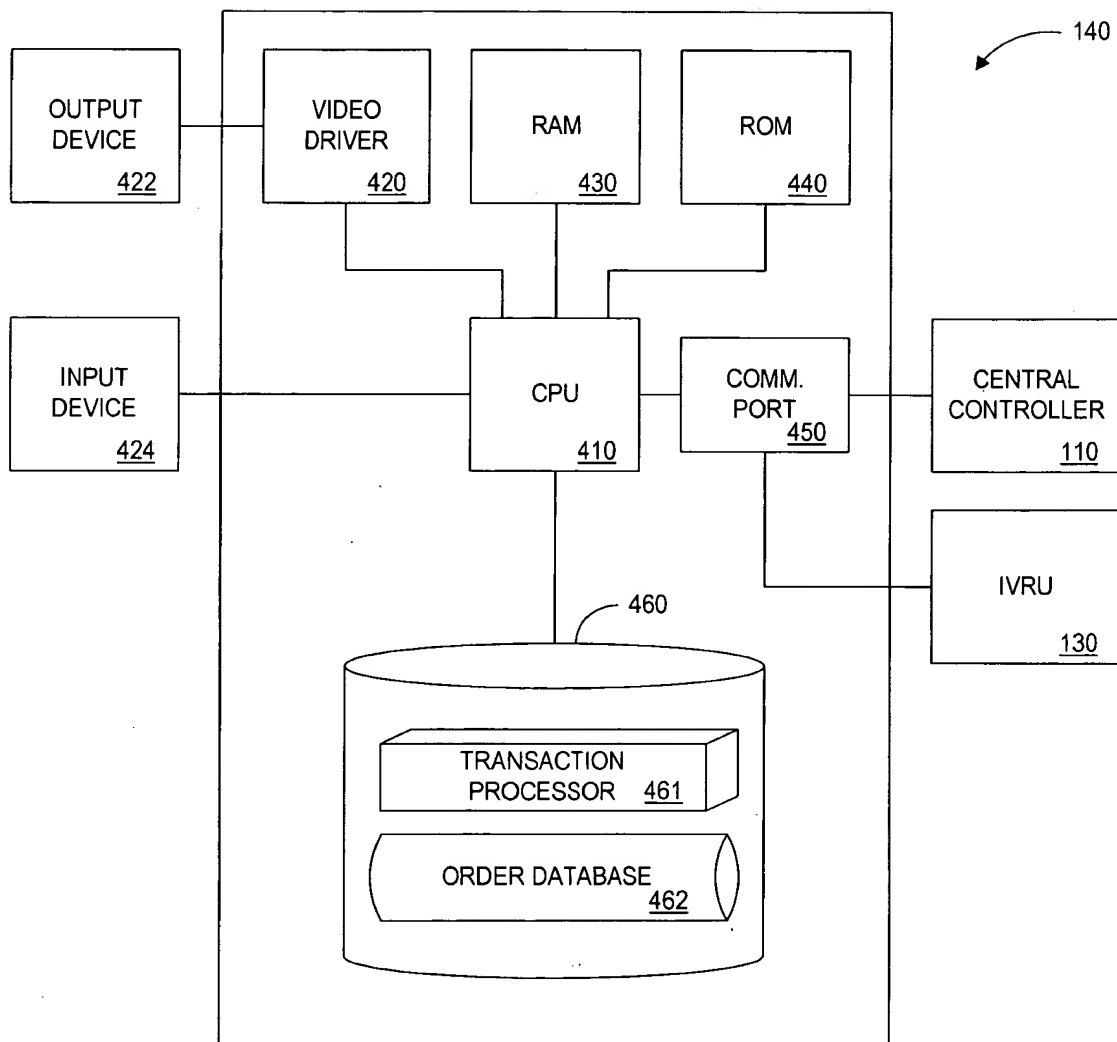 140
OUTPUT
DEVICE
422
VIDEO
DRIVER
420
RAM
430
ROM
440
INPUT
DEVICE
424
CPU
410
COMM.
PORT
450
CENTRAL
CONTROLLER
110
IVRU
130
460
TRANSACTION
PROCESSOR 461
ORDER DATABASE
462